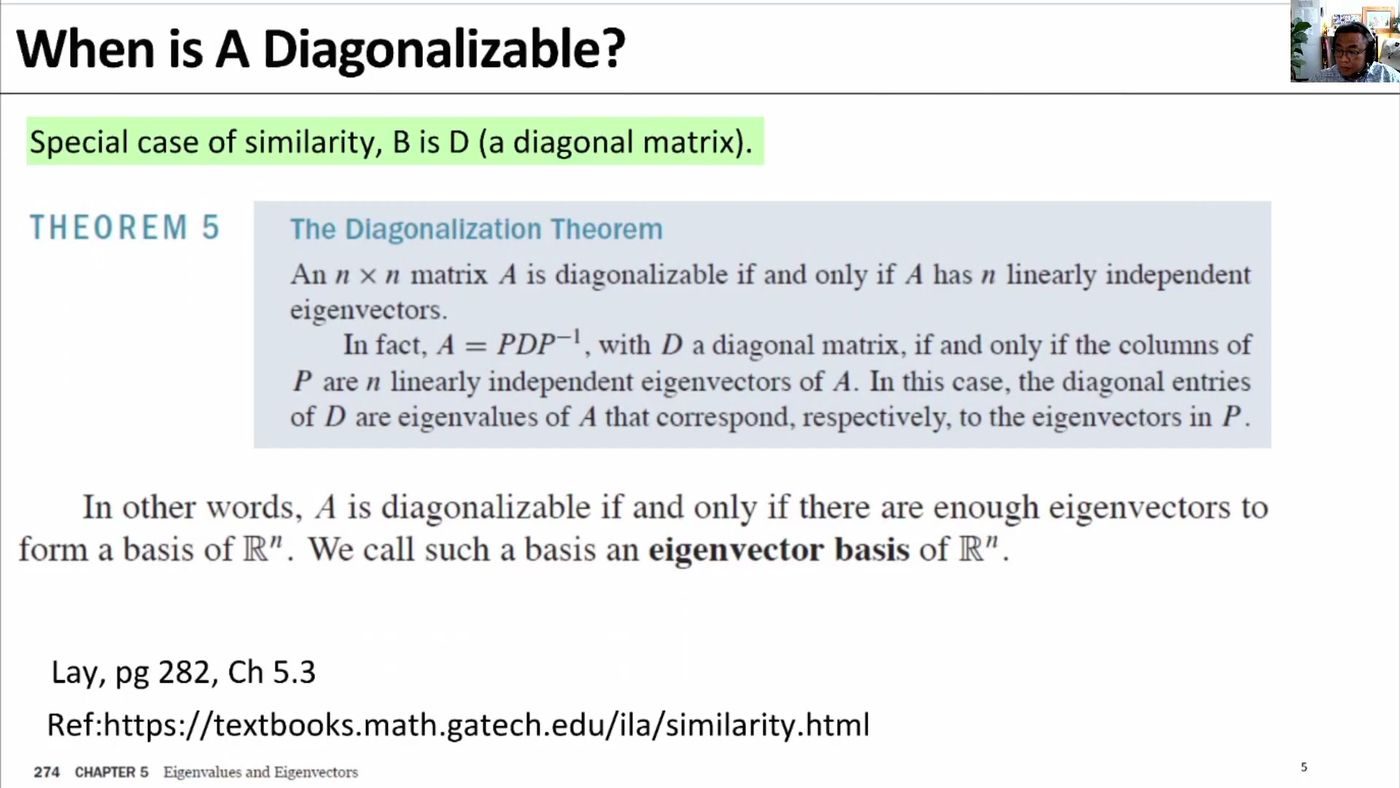 When is A Diagonalizable?
Special case of similarity, B is D (a diagonal matrix).
THEOREM 5
The Diagonalization Theorem
An n × n matrix A is diagonalizable if and only if A has n linearly independent
eigenvectors.
In fact, A = PDP⁻¹, with D a diagonal matrix, if and only if the columns of
P are n linearly independent eigenvectors of A. In this case, the diagonal entries
of D are eigenvalues of A that correspond, respectively, to the eigenvectors in P.
In other words, A is diagonalizable if and only if there are enough eigenvectors to
form a basis of ℝⁿ. We call such a basis an eigenvector basis of ℝⁿ.
Lay, pg 282, Ch 5.3
Ref:https://textbooks.math.gatech.edu/ila/similarity.html
274 CHAPTER 5 Eigenvalues and Eigenvectors
5